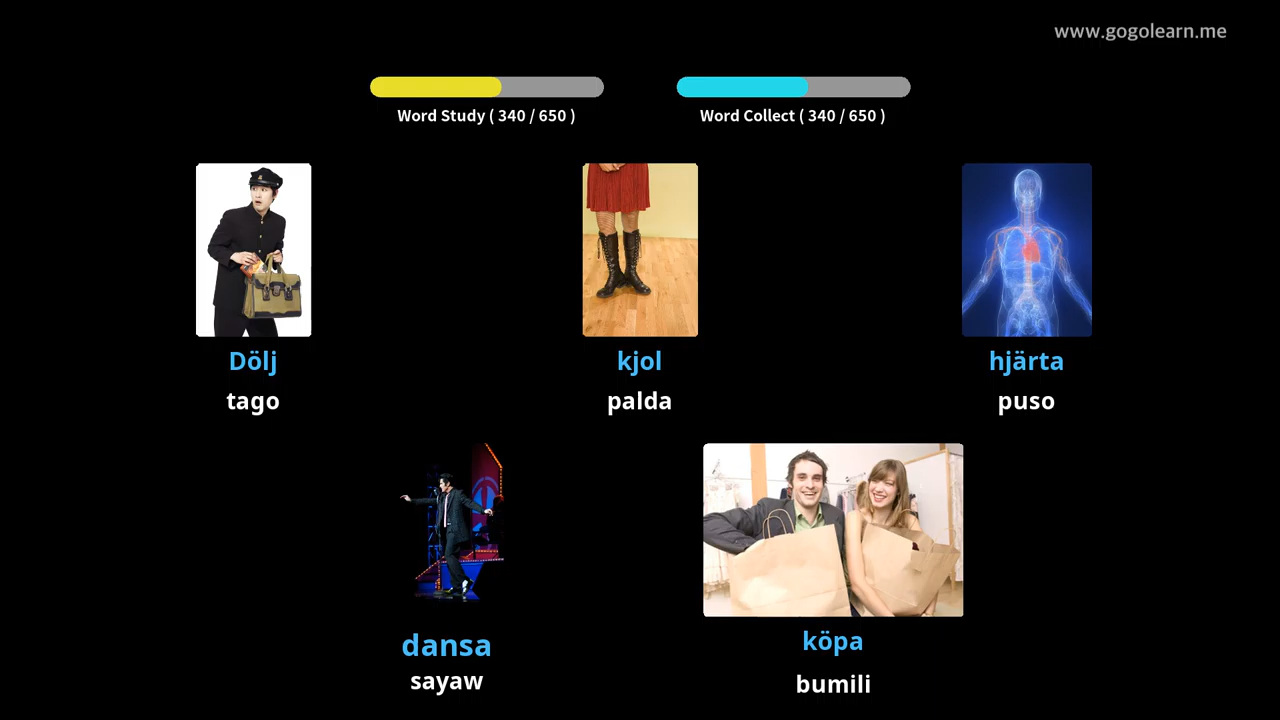 www.gogolearn.me
Word Study ( 340 / 650 )
Word Collect ( 340 / 650 )
Dölj
kjol
hjärta
tago
palda
puso
dansa
köpa
sayaw
bumili